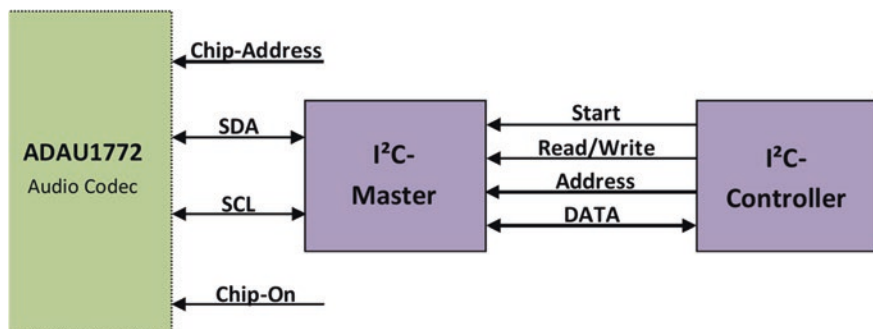 Chip-Address
ADAU1772
Audio Codec
SDA
SCL
Chip-On
I²C-
Master
Start
Read/Write
Address
DATA
I²C-
Controller